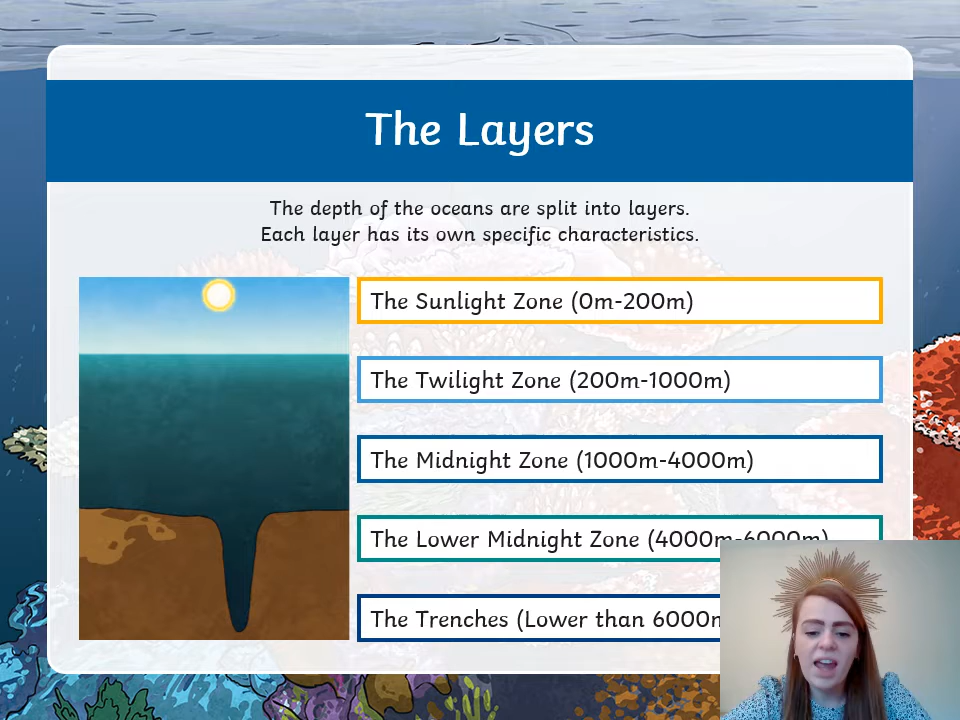 The Layers
The depth of the oceans are split into layers.
Each layer has its own specific characteristics.
The Sunlight Zone (0m-200m)
The Twilight Zone (200m-1000m)
The Midnight Zone (1000m-4000m)
The Lower Midnight Zone (4000m-6000m)
The Trenches (Lower than 6000m